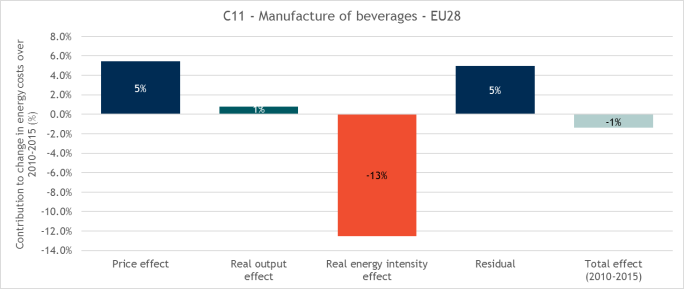 C11 - Manufacture of beverages - EU28
Contribution to change in energy costs over
2010-2015 (%)
8.0%
6.0%
4.0%
2.0%
0.0%
-2.0%
-4.0%
-6.0%
-8.0%
-10.0%
-12.0%
-14.0%
5%
1%
-13%
5%
-1%
Price effect
Real output
effect
Real energy intensity
effect
Residual
Total effect
(2010-2015)